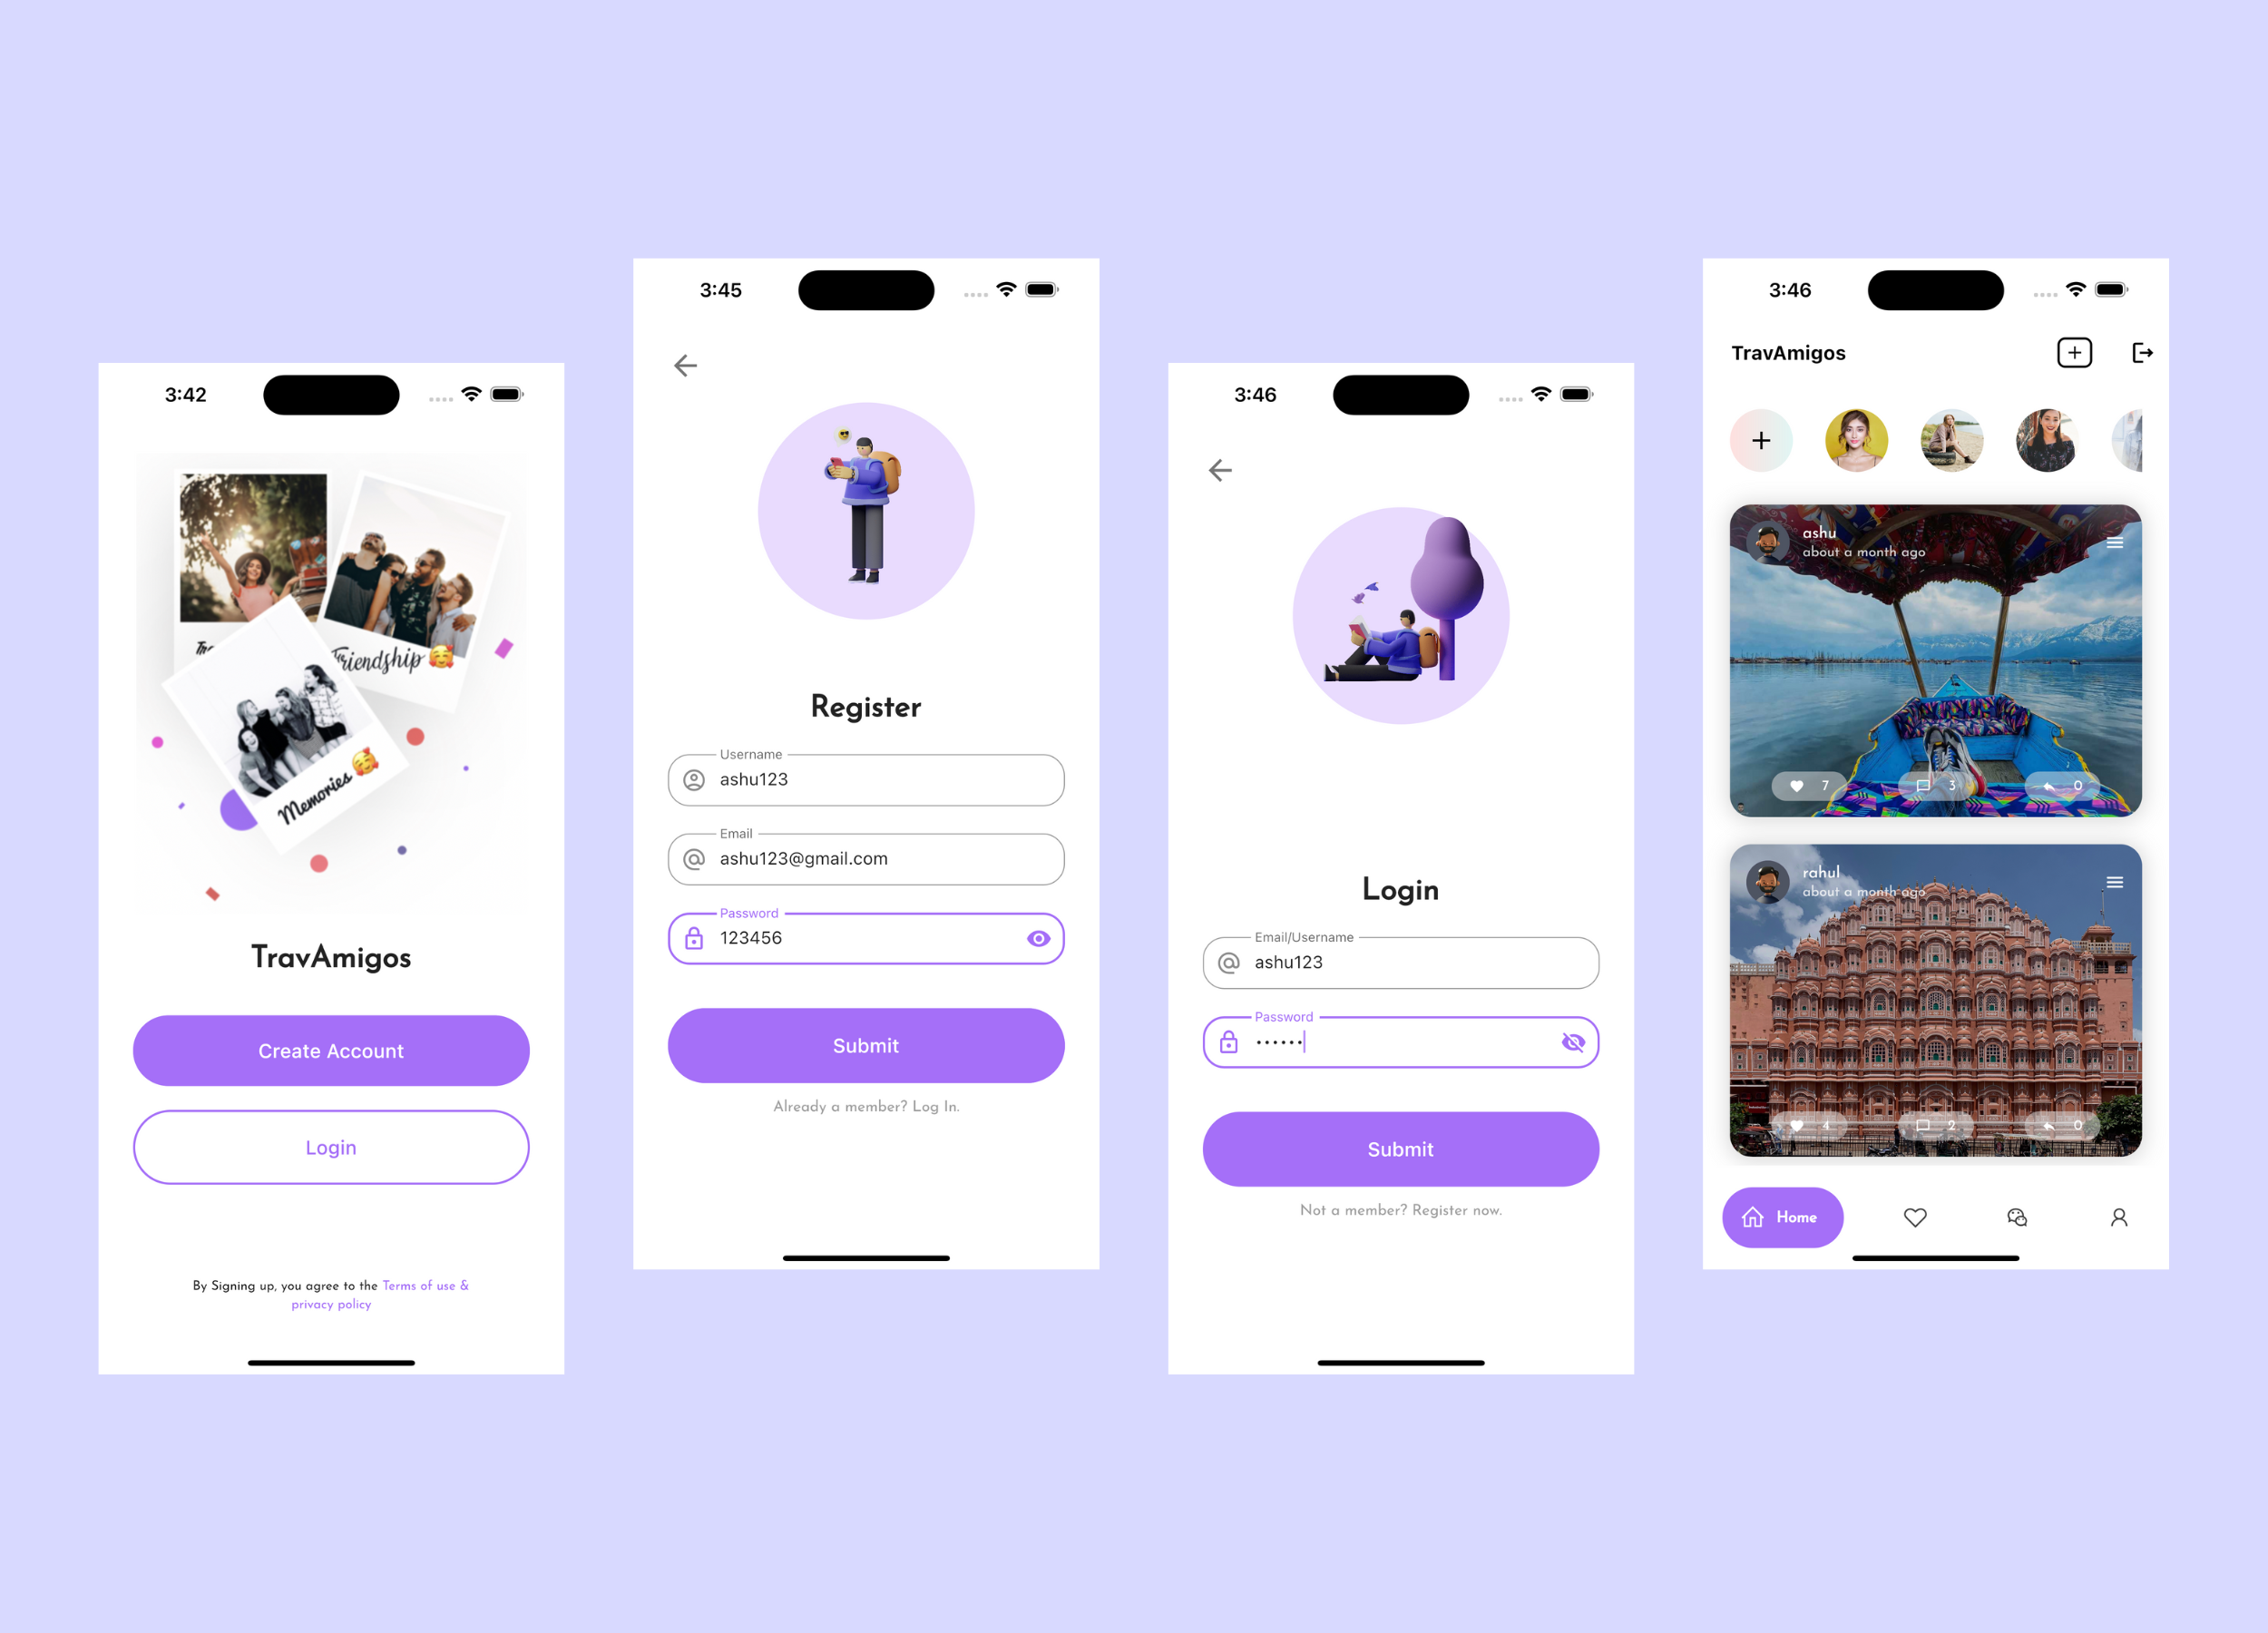 3:42
Friendship 🥰
Memories 🥰
TravAmigos
Create Account
Login
By Signing up, you agree to the Terms of use &
privacy policy
3:45
Register
Username
ashu123
Email
ashu123@gmail.com
Password
123456
Submit
Already a member? Log In.
3:46
Login
Email/Username
ashu123
Password
••••••
Submit
Not a member? Register now.
3:46
TravAmigos
ashu
about a month ago
7 3 0
rahul
about a month ago
4 2 0
Home